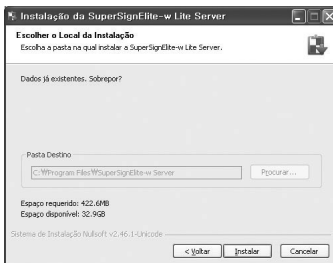 Instalação da SuperSignElite-w Lite Server
Escolher o Local da Instalação
Escolha a pasta na qual instalar a SuperSignElite-w Lite Server.
Dados já existentes. Sobrepor?
Pasta Destino
C:₩Program Files₩SuperSignElite-w Server
Procurar...
Espaço requerido: 422.6MB
Espaço disponível: 32.9GB
Sistema de Instalação Nullsoft v2.46.1-Unicode
< Voltar Instalar Cancelar